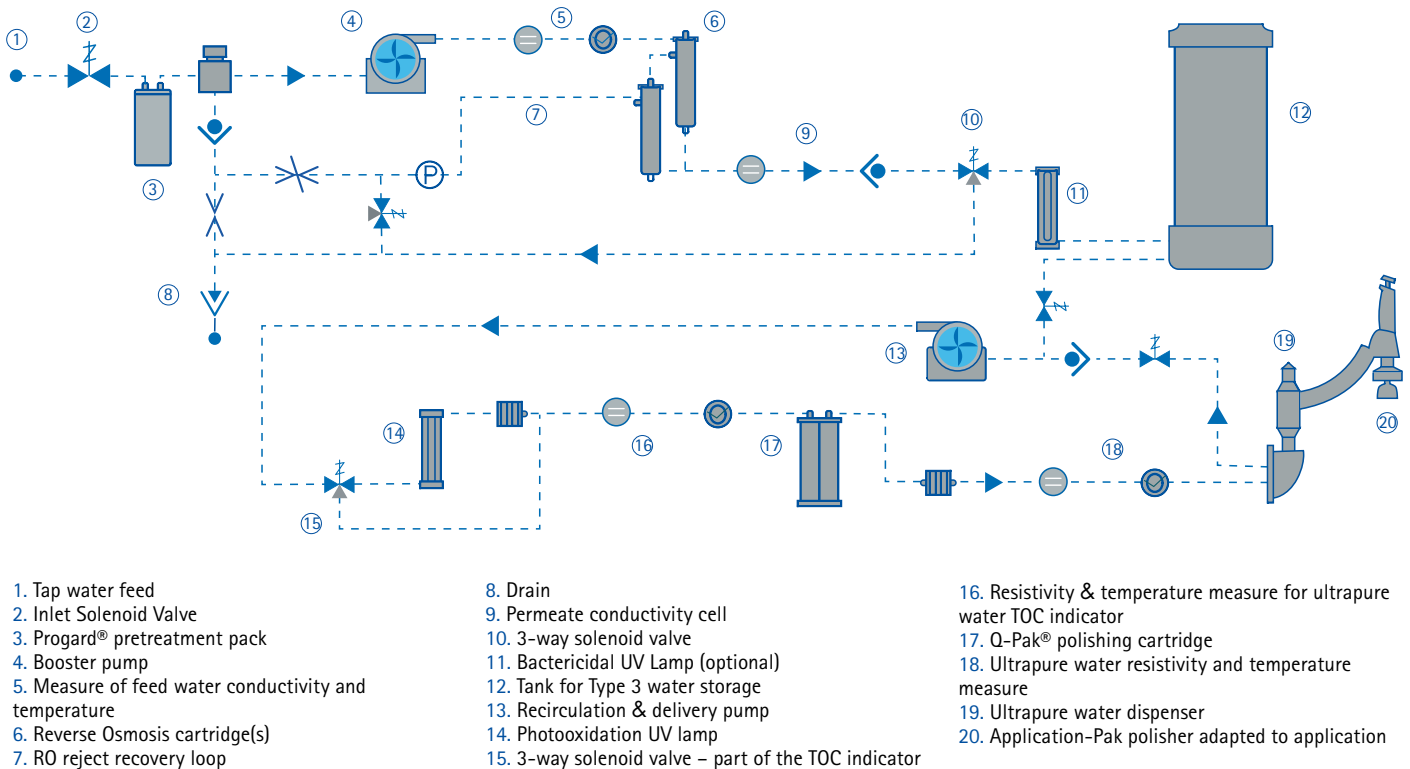 1
2
3
4
5
6
7
8
9
10
11
12
13
14
15
16
17
18
19
20
P
1. Tap water feed
2. Inlet Solenoid Valve
3. Progard® pretreatment pack
4. Booster pump
5. Measure of feed water conductivity and
temperature
6. Reverse Osmosis cartridge(s)
7. RO reject recovery loop
8. Drain
9. Permeate conductivity cell
10. 3-way solenoid valve
11. Bactericidal UV Lamp (optional)
12. Tank for Type 3 water storage
13. Recirculation & delivery pump
14. Photooxidation UV lamp
15. 3-way solenoid valve – part of the TOC indicator
16. Resistivity & temperature measure for ultrapure
water TOC indicator
17. Q-Pak® polishing cartridge
18. Ultrapure water resistivity and temperature
measure
19. Ultrapure water dispenser
20. Application-Pak polisher adapted to application